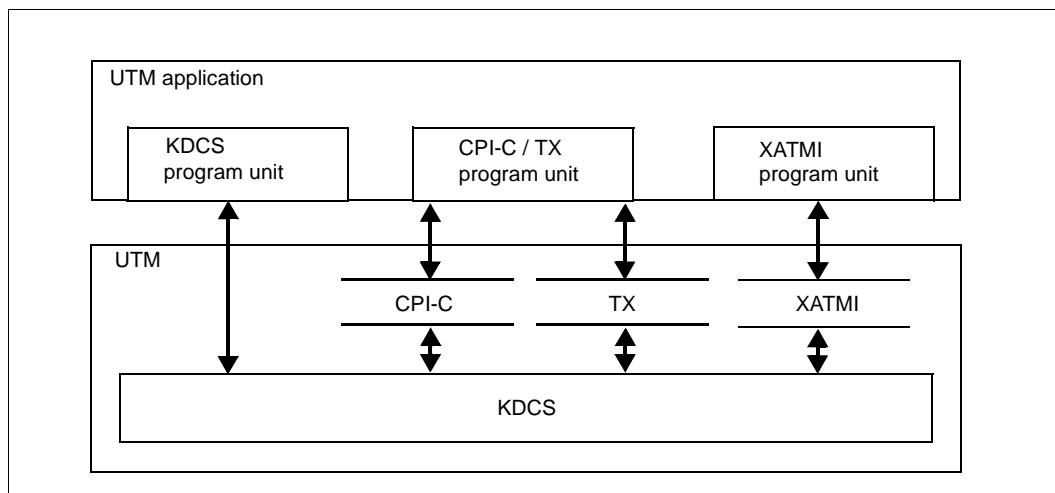 UTM application
KDCS
program unit
CPI-C / TX
program unit
XATMI
program unit
UTM
CPI-C
TX
XATMI
KDCS